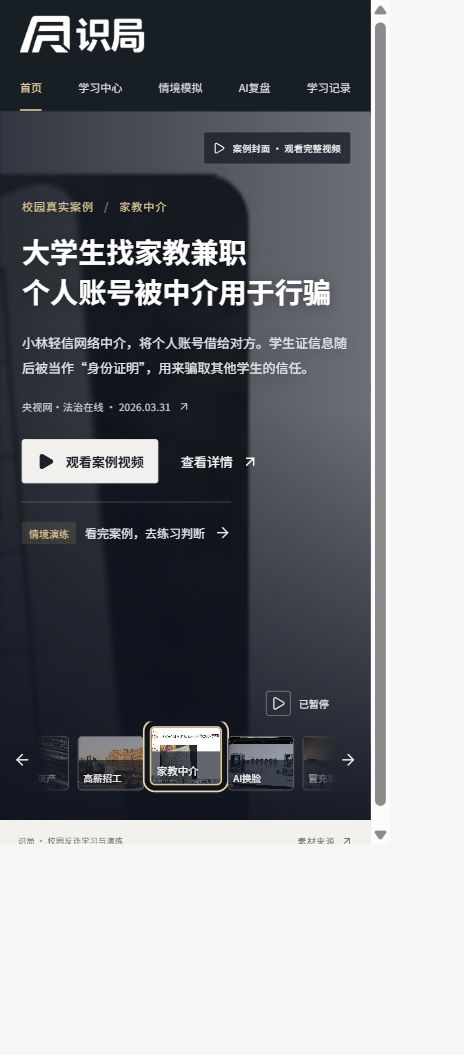 识局
首页 学习中心 情境模拟 AI复盘 学习记录
案例封面 · 观看完整视频
校园真实案例 / 家教中介
大学生找家教兼职
个人账号被中介用于行骗
小林轻信网络中介，将个人账号借给对方。学生证信息随
后被当作“身份证明”，用来骗取其他学生的信任。
央视网·法治在线 · 2026.03.31
观看案例视频 查看详情
情境演练 看完案例，去练习判断
已暂停
灰产 高薪招工 家教中介 AI换脸 冒充
识局 · 校园反诈学习与演练 素材来源